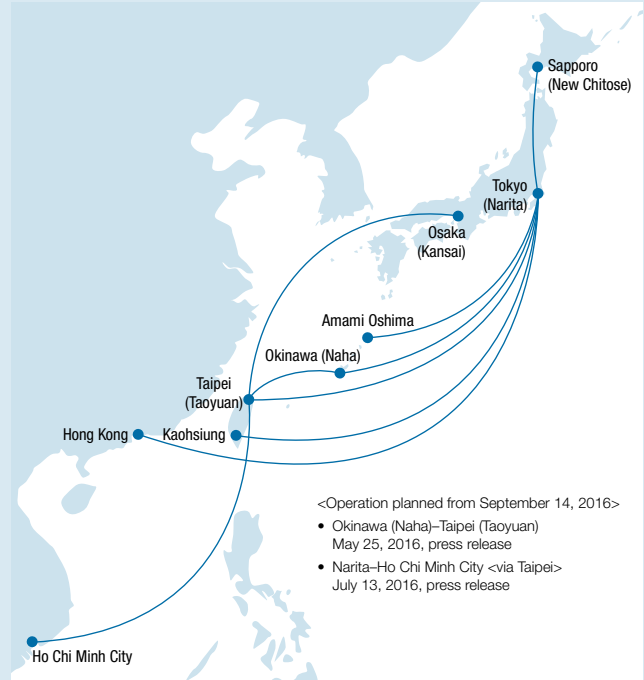 Sapporo
(New Chitose)
Tokyo
(Narita)
Osaka
(Kansai)
Amami Oshima
Okinawa (Naha)
Taipei
(Taoyuan)
Hong Kong
Kaohsiung
<Operation planned from September 14, 2016>
• Okinawa (Naha)–Taipei (Taoyuan)
May 25, 2016, press release
• Narita–Ho Chi Minh City <via Taipei>
July 13, 2016, press release
Ho Chi Minh City